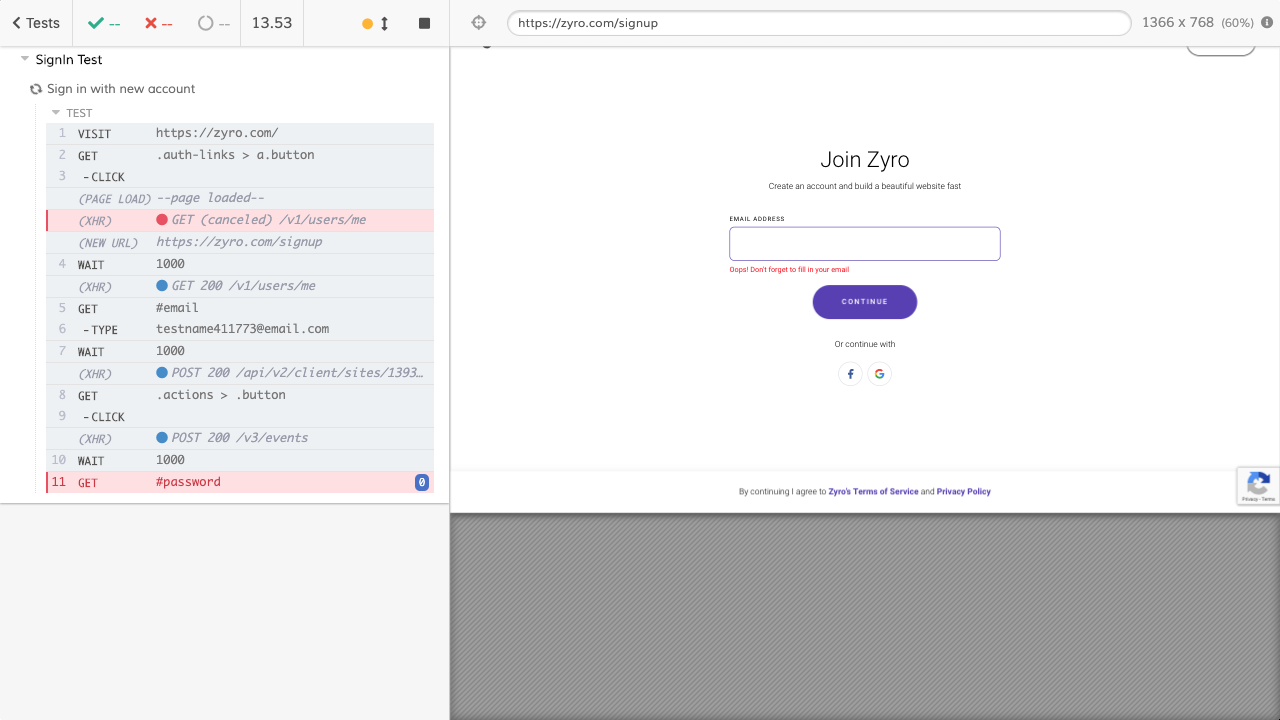 Tests
--
--
--
13.53
https://zyro.com/signup
1366 x 768 (60%)
SignIn Test
Sign in with new account
TEST
1 VISIT https://zyro.com/
2 GET .auth-links > a.button
3 -CLICK
(PAGE LOAD) --page loaded--
(XHR) GET (canceled) /v1/users/me
(NEW URL) https://zyro.com/signup
4 WAIT 1000
(XHR) GET 200 /v1/users/me
5 GET #email
6 -TYPE testname411773@email.com
7 WAIT 1000
(XHR) POST 200 /api/v2/client/sites/1393…
8 GET .actions > .button
9 -CLICK
(XHR) POST 200 /v3/events
10 WAIT 1000
11 GET #password 0
Join Zyro
Create an account and build a beautiful website fast
EMAIL ADDRESS
Oops! Don't forget to fill in your email
CONTINUE
Or continue with
By continuing I agree to Zyro's Terms of Service and Privacy Policy
Privacy - Terms